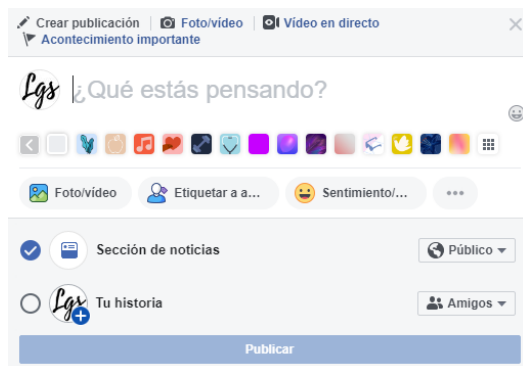 Crear publicación Foto/vídeo Vídeo en directo
Acontecimiento importante
Lgs ¿Qué estás pensando?
Foto/vídeo Etiquetar a a... Sentimiento/...
Sección de noticias Público
Lgs Tu historia Amigos
Publicar